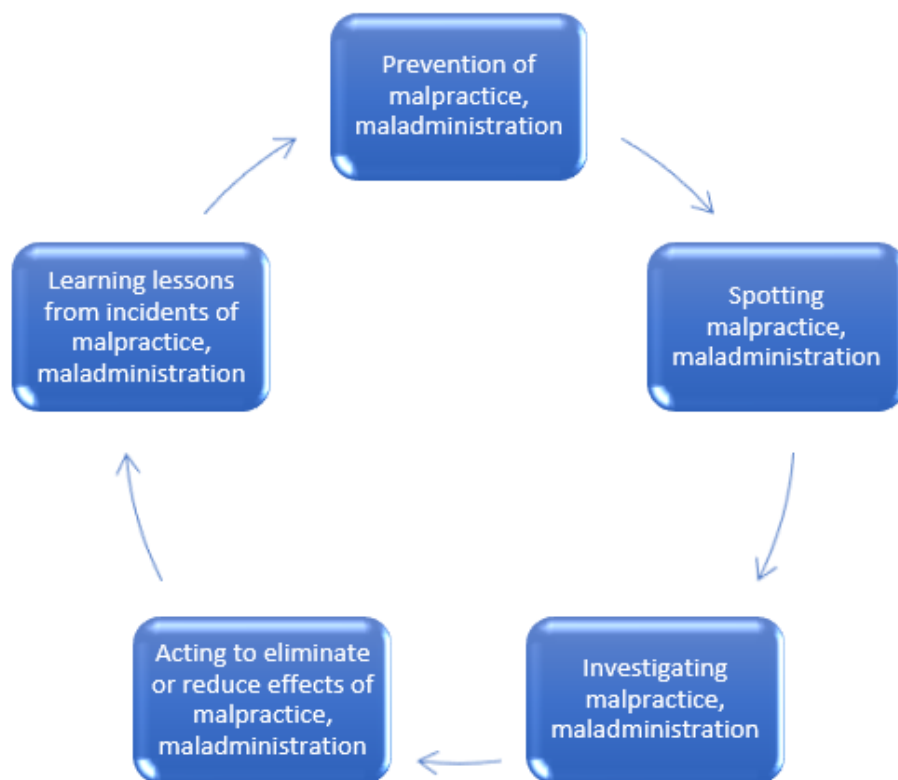 Prevention of
malpractice,
maladministration
Spotting
malpractice,
maladministration
Investigating
malpractice,
maladministration
Acting to eliminate
or reduce effects of
malpractice,
maladministration
Learning lessons
from incidents of
malpractice,
maladministration